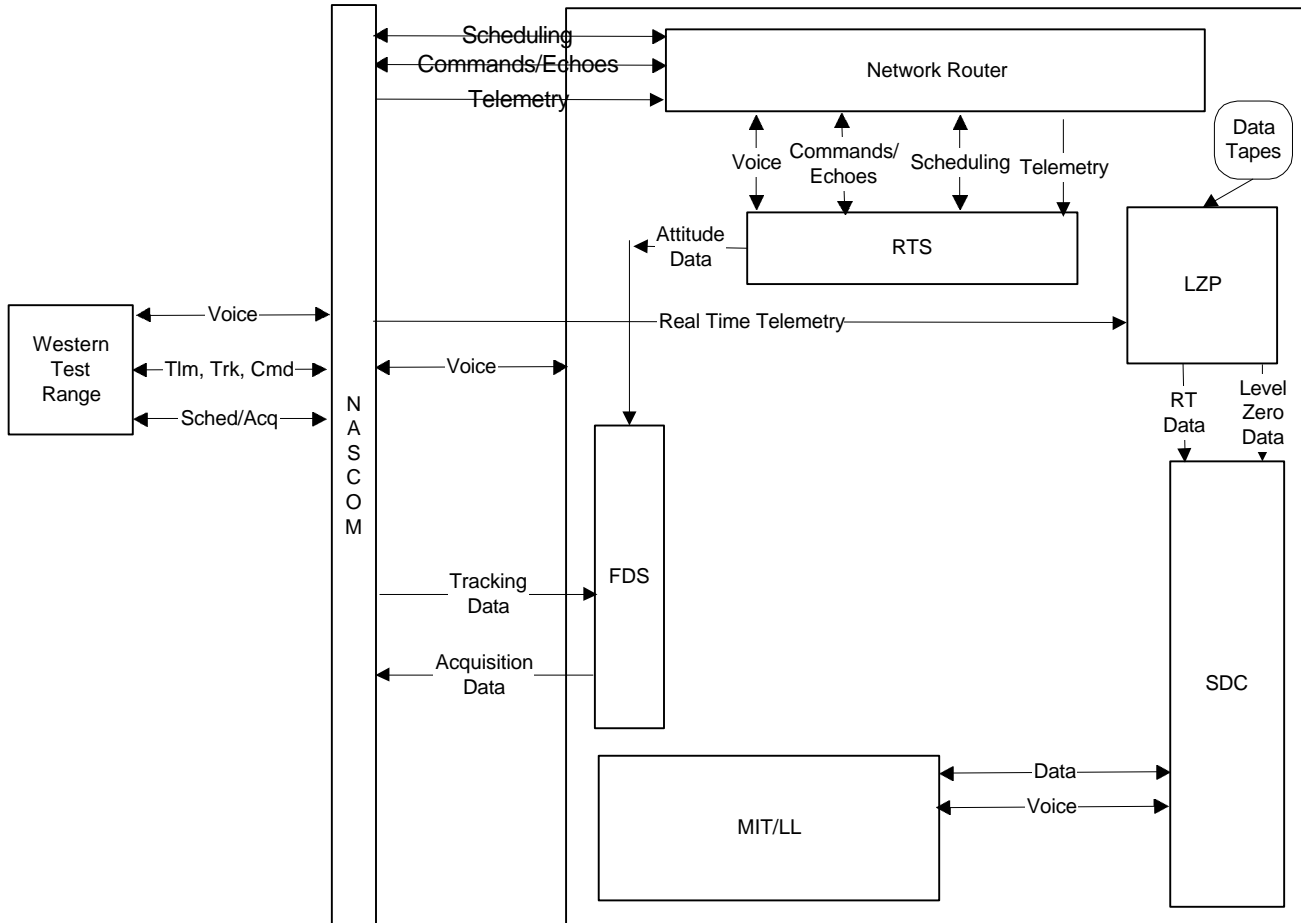 Scheduling
Commands/Echoes
Telemetry
Network Router
Data
Tapes
Voice
Commands/
Echoes
Scheduling
Telemetry
Attitude
Data
RTS
LZP
Voice
Real Time Telemetry
Western
Test
Range
Tlm, Trk, Cmd
Voice
Sched/Acq
N
A
S
C
O
M
RT
Data
Level
Zero
Data
Tracking
Data
FDS
Acquisition
Data
SDC
Data
Voice
MIT/LL